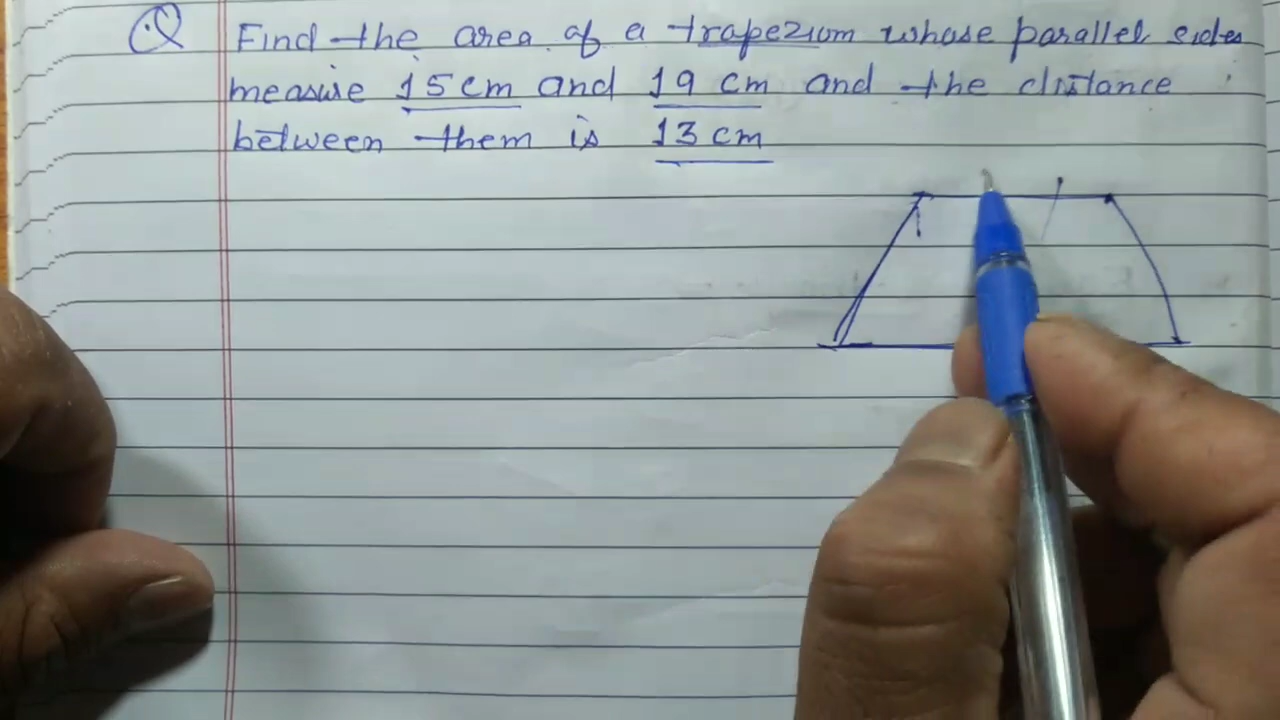 Q Find the area of a trapezium whose parallel sides
measure 15 cm and 19 cm and the distance
between them is 13 cm